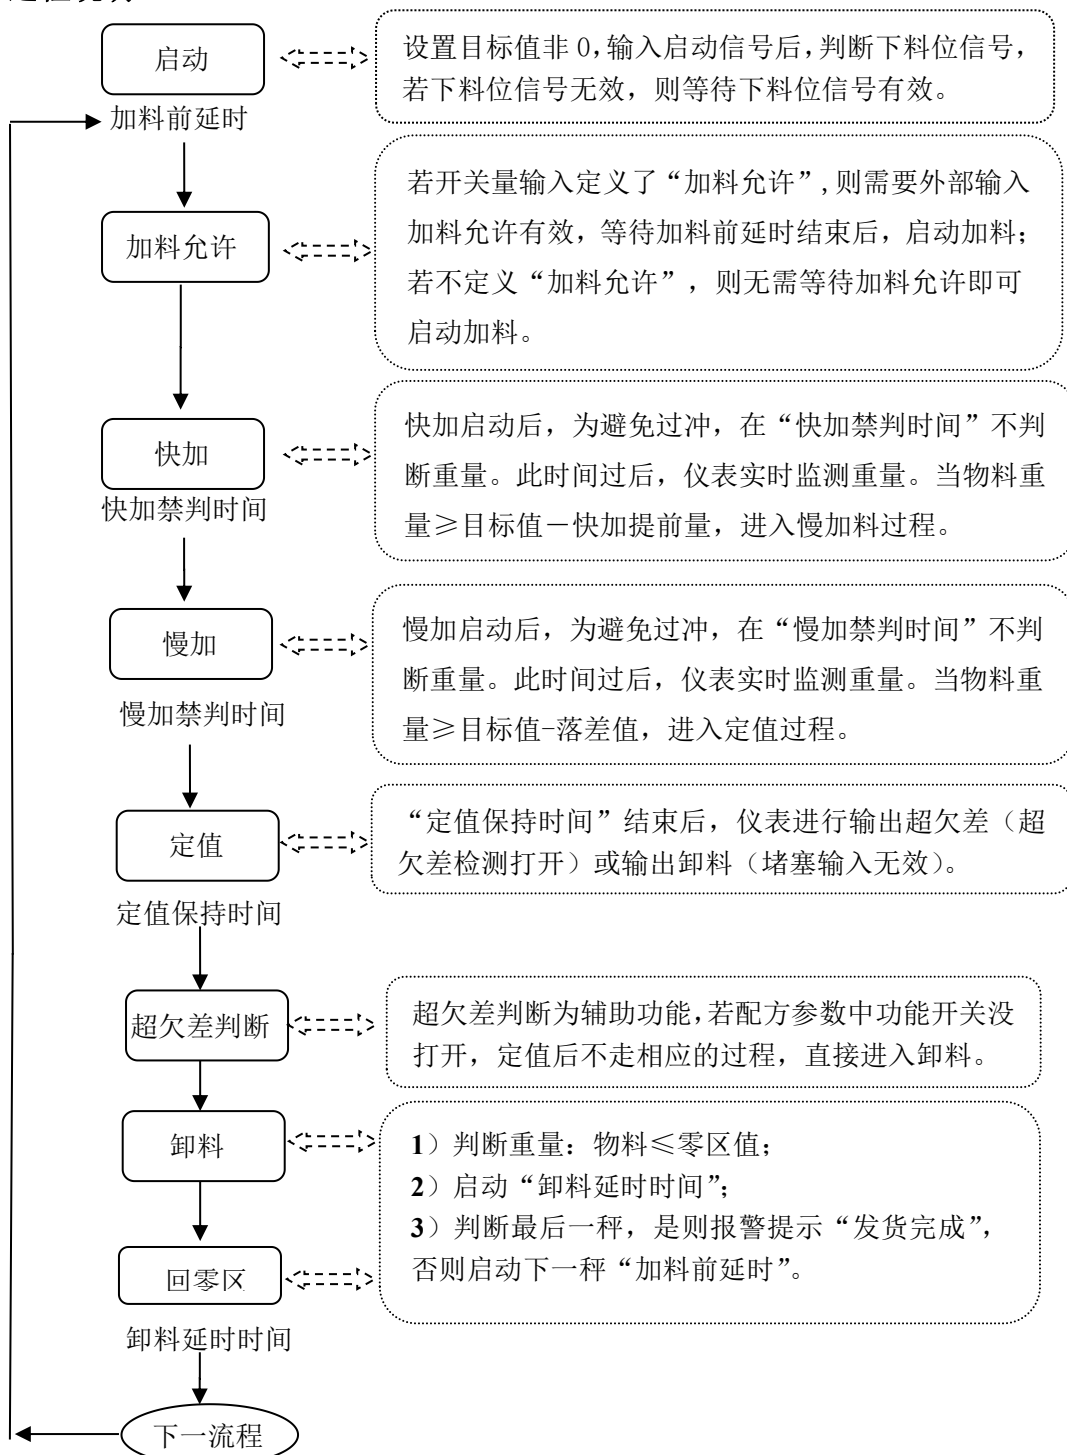 启动
设置目标值非 0,输入启动信号后,判断下料位信号,
若下料位信号无效，则等待下料位信号有效。
加料前延时
加料允许
若开关量输入定义了“加料允许”,则需要外部输入
加料允许有效，等待加料前延时结束后，启动加料；
若不定义“加料允许”，则无需等待加料允许即可
启动加料。
快加
快加启动后，为避免过冲，在“快加禁判时间”不判
断重量。此时间过后，仪表实时监测重量。当物料重
量≥目标值－快加提前量，进入慢加料过程。
快加禁判时间
慢加
慢加启动后，为避免过冲，在“慢加禁判时间”不判
断重量。此时间过后，仪表实时监测重量。当物料重
量≥目标值-落差值，进入定值过程。
慢加禁判时间
定值
“定值保持时间”结束后，仪表进行输出超欠差（超
欠差检测打开）或输出卸料（堵塞输入无效）。
定值保持时间
超欠差判断
超欠差判断为辅助功能,若配方参数中功能开关没
打开，定值后不走相应的过程，直接进入卸料。
卸料
1）判断重量：物料≤零区值；
2）启动“卸料延时时间”；
3）判断最后一秤，是则报警提示“发货完成”，
否则启动下一秤“加料前延时”。
回零区
卸料延时时间
下一流程